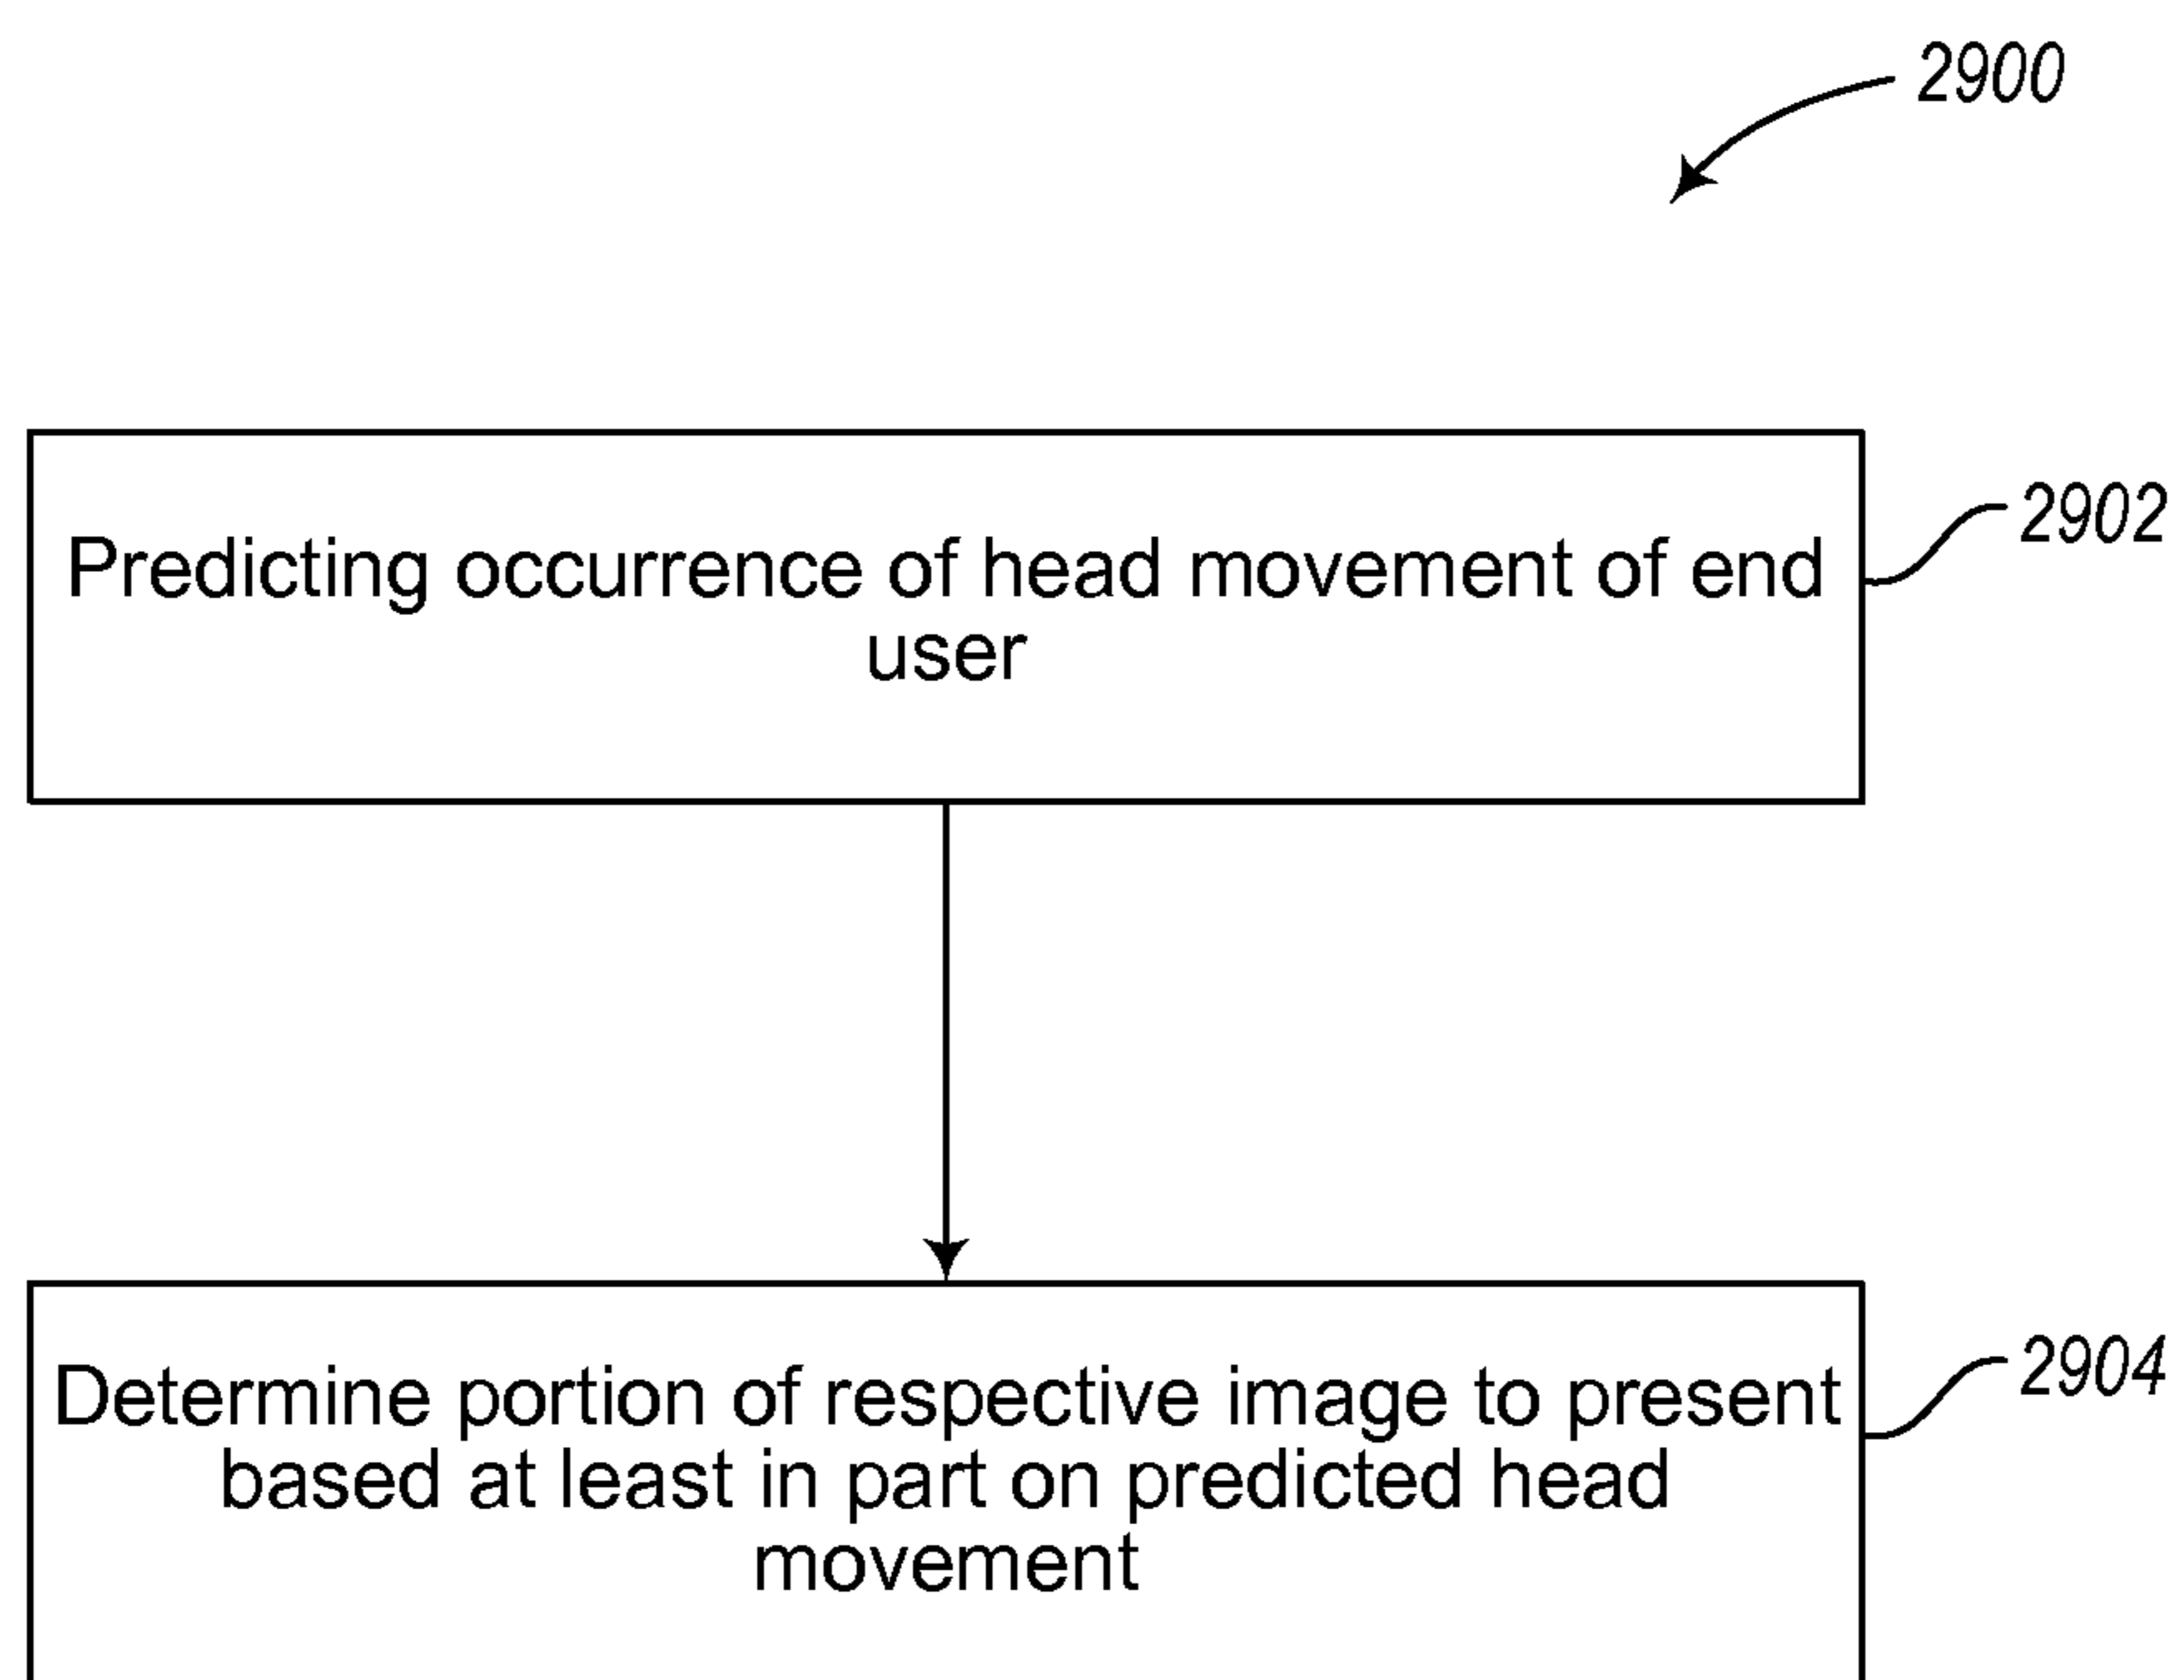 2900
Predicting occurrence of head movement of end
user
2902
Determine portion of respective image to present
based at least in part on predicted head
movement
2904